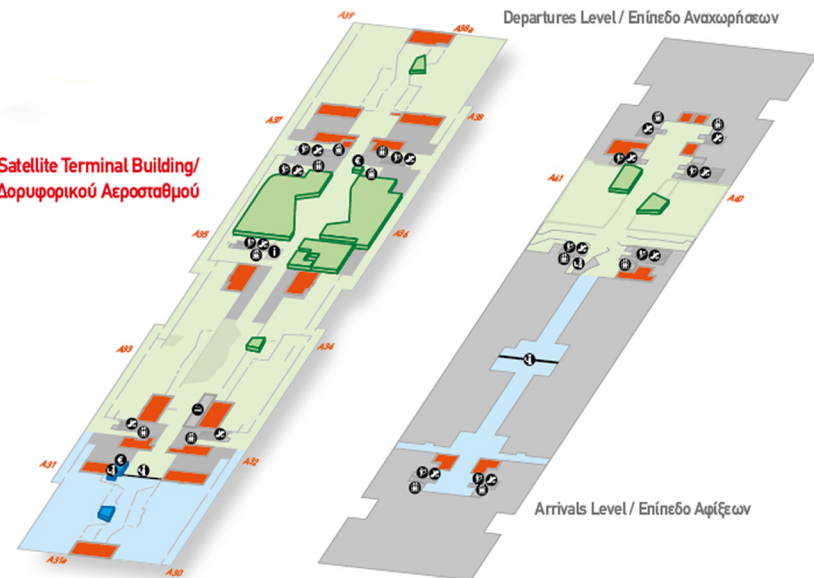 A39
Departures Level / Επίπεδο Αναχωρήσεων
A38a
A37
A38
Satellite Terminal Building/
Δορυφορικού Αεροσταθμού
A41
A40
A35
A36
A33
A34
A31
A32
Arrivals Level / Επίπεδο Αφίξεων
A31a
A30